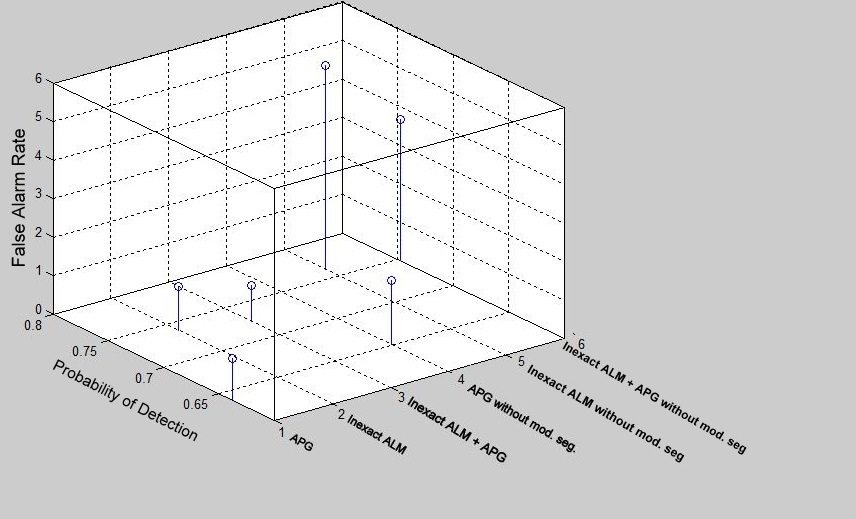 6
5
4
3
2
1
0
False Alarm Rate
0.8
0.75
0.7
0.65
Probability of Detection
1 APG
2 Inexact ALM
3 Inexact ALM + APG
4 APG without mod. seg.
5 Inexact ALM without mod. seg
6 Inexact ALM + APG without mod. seg